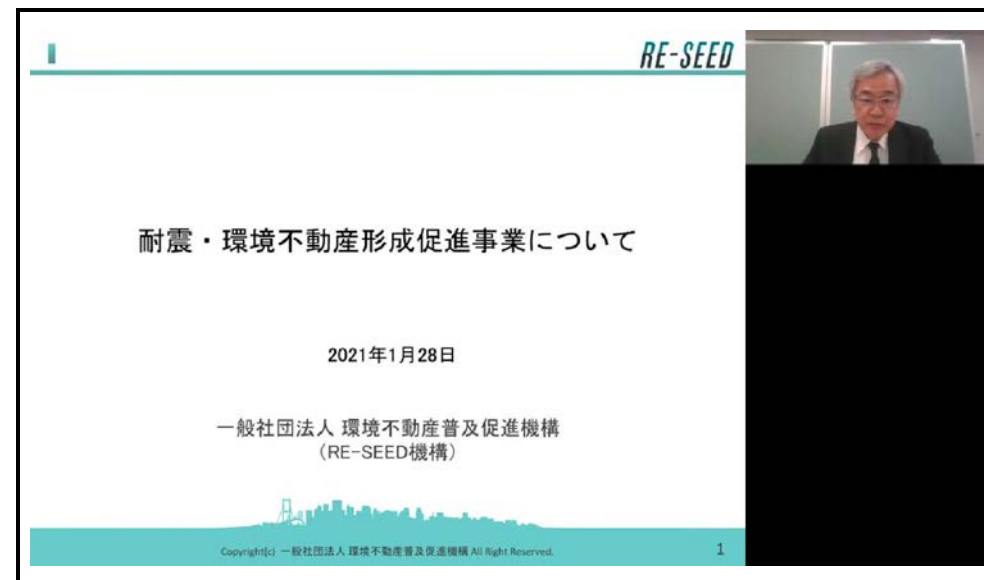 RE-SEED
耐震・環境不動産形成促進事業について
2021年1月28日
一般社団法人 環境不動産普及促進機構
(RE-SEED機構)
Copyright(c) 一般社団法人 環境不動産普及促進機構 All Right Reserved.
1